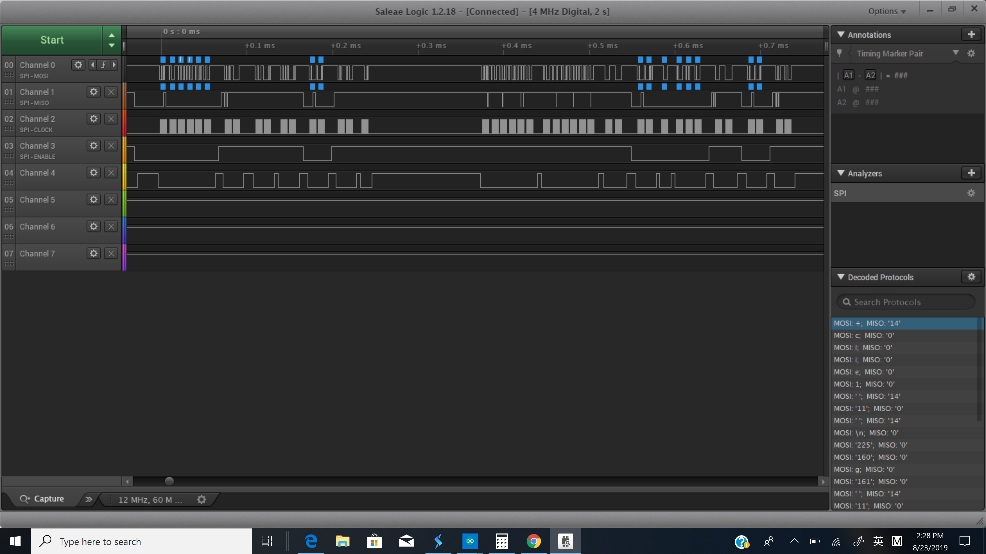 Saleae Logic 1.2.18 - [Connected] - [4 MHz Digital, 2 s]
Options
Start
0 s : 0 ms
+0.1 ms
+0.2 ms
+0.3 ms
+0.4 ms
+0.5 ms
+0.6 ms
+0.7 ms
00 Channel 0
SPI - MOSI
01 Channel 1
SPI - MISO
02 Channel 2
SPI - CLOCK
03 Channel 3
SPI - ENABLE
04 Channel 4
05 Channel 5
06 Channel 6
07 Channel 7
Annotations
Timing Marker Pair
| A1 - A2 | = ###
A1 @ ###
A2 @ ###
Analyzers
SPI
Decoded Protocols
Search Protocols
MOSI: +; MISO: '14'
MOSI: c; MISO: '0'
MOSI: l; MISO: '0'
MOSI: l; MISO: '0'
MOSI: e; MISO: '0'
MOSI: 1; MISO: '0'
MOSI: ' '; MISO: '14'
MOSI: '11'; MISO: '0'
MOSI: ' '; MISO: '14'
MOSI: \n; MISO: '0'
MOSI: '225'; MISO: '0'
MOSI: '160'; MISO: '0'
MOSI: g; MISO: '0'
MOSI: '161'; MISO: '0'
MOSI: ' '; MISO: '14'
MOSI: '11'; MISO: '0'
Capture
12 MHz, 60 M ...
Type here to search
英
M
2:28 PM
8/23/2019